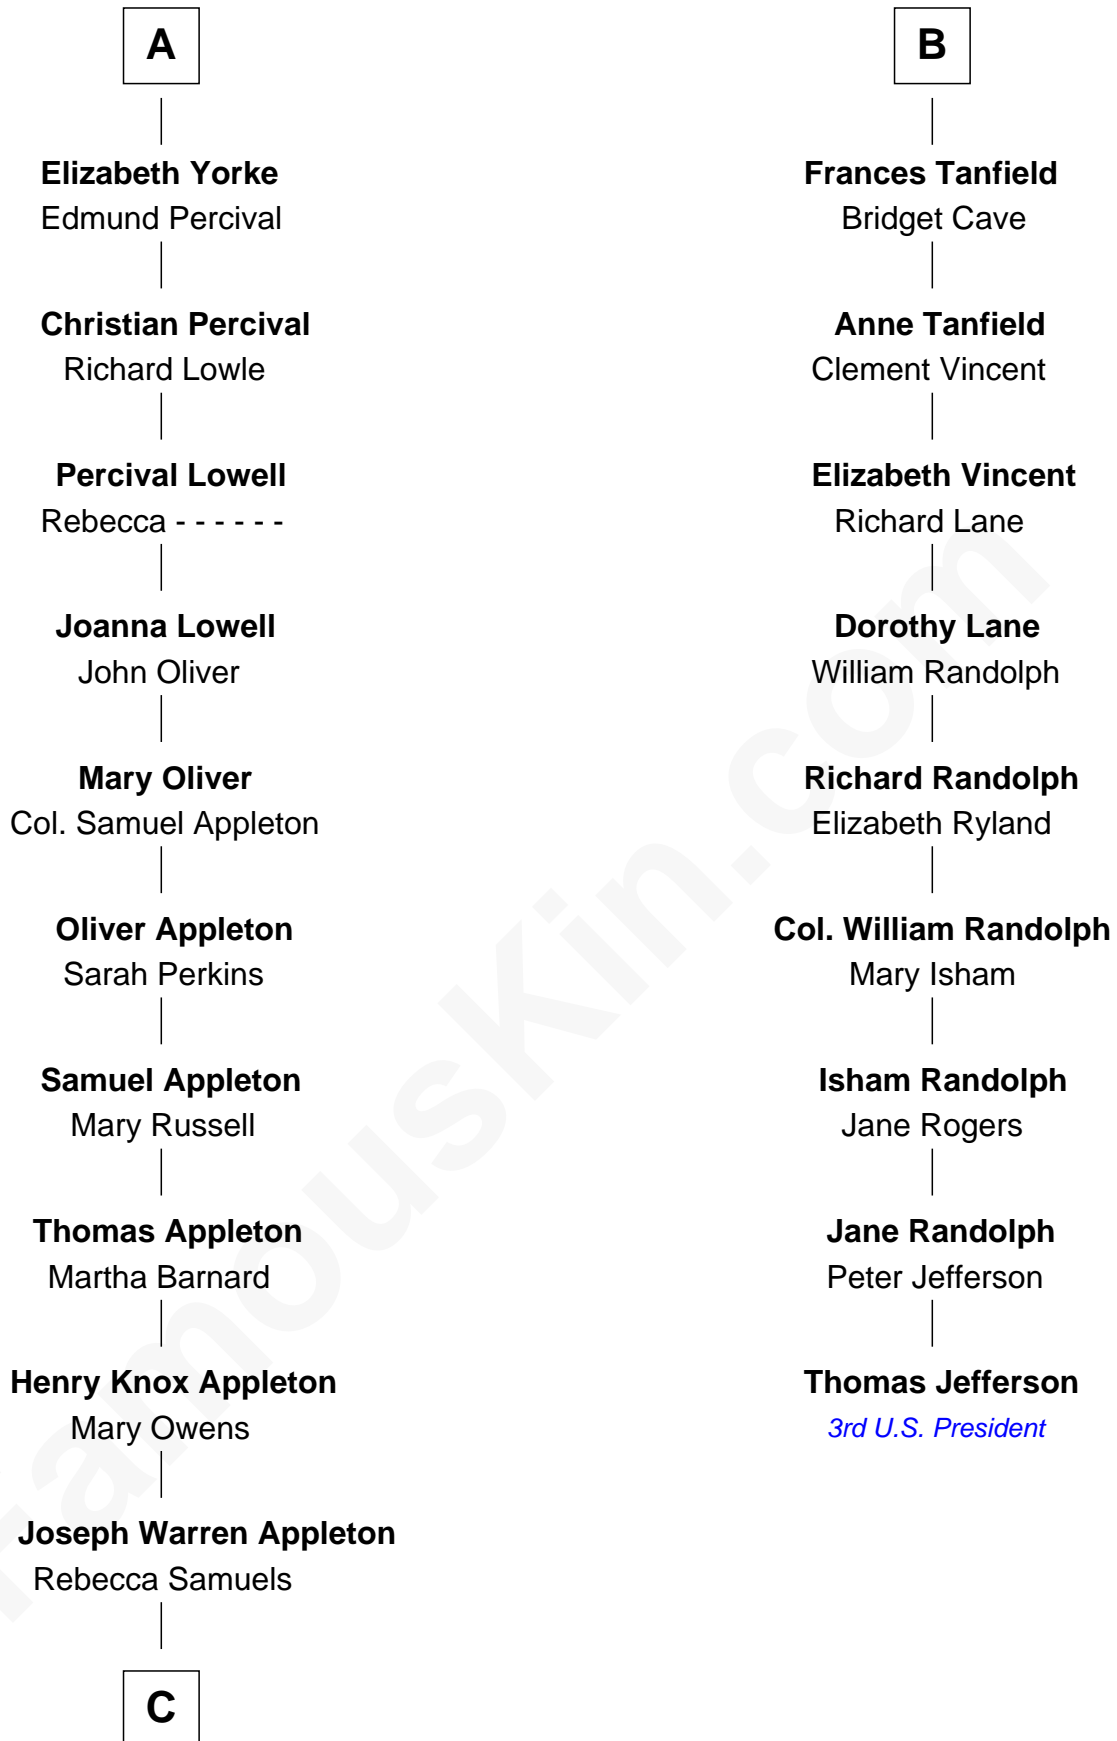 A
Elizabeth Yorke
Edmund Percival
Christian Percival
Richard Lowle
Percival Lowell
Rebecca - - - - - -
Joanna Lowell
John Oliver
Mary Oliver
Col. Samuel Appleton
Oliver Appleton
Sarah Perkins
Samuel Appleton
Mary Russell
Thomas Appleton
Martha Barnard
Henry Knox Appleton
Mary Owens
Joseph Warren Appleton
Rebecca Samuels
C
B
Frances Tanfield
Bridget Cave
Anne Tanfield
Clement Vincent
Elizabeth Vincent
Richard Lane
Dorothy Lane
William Randolph
Richard Randolph
Elizabeth Ryland
Col. William Randolph
Mary Isham
Isham Randolph
Jane Rogers
Jane Randolph
Peter Jefferson
Thomas Jefferson
3rd U.S. President
FamousKin.com